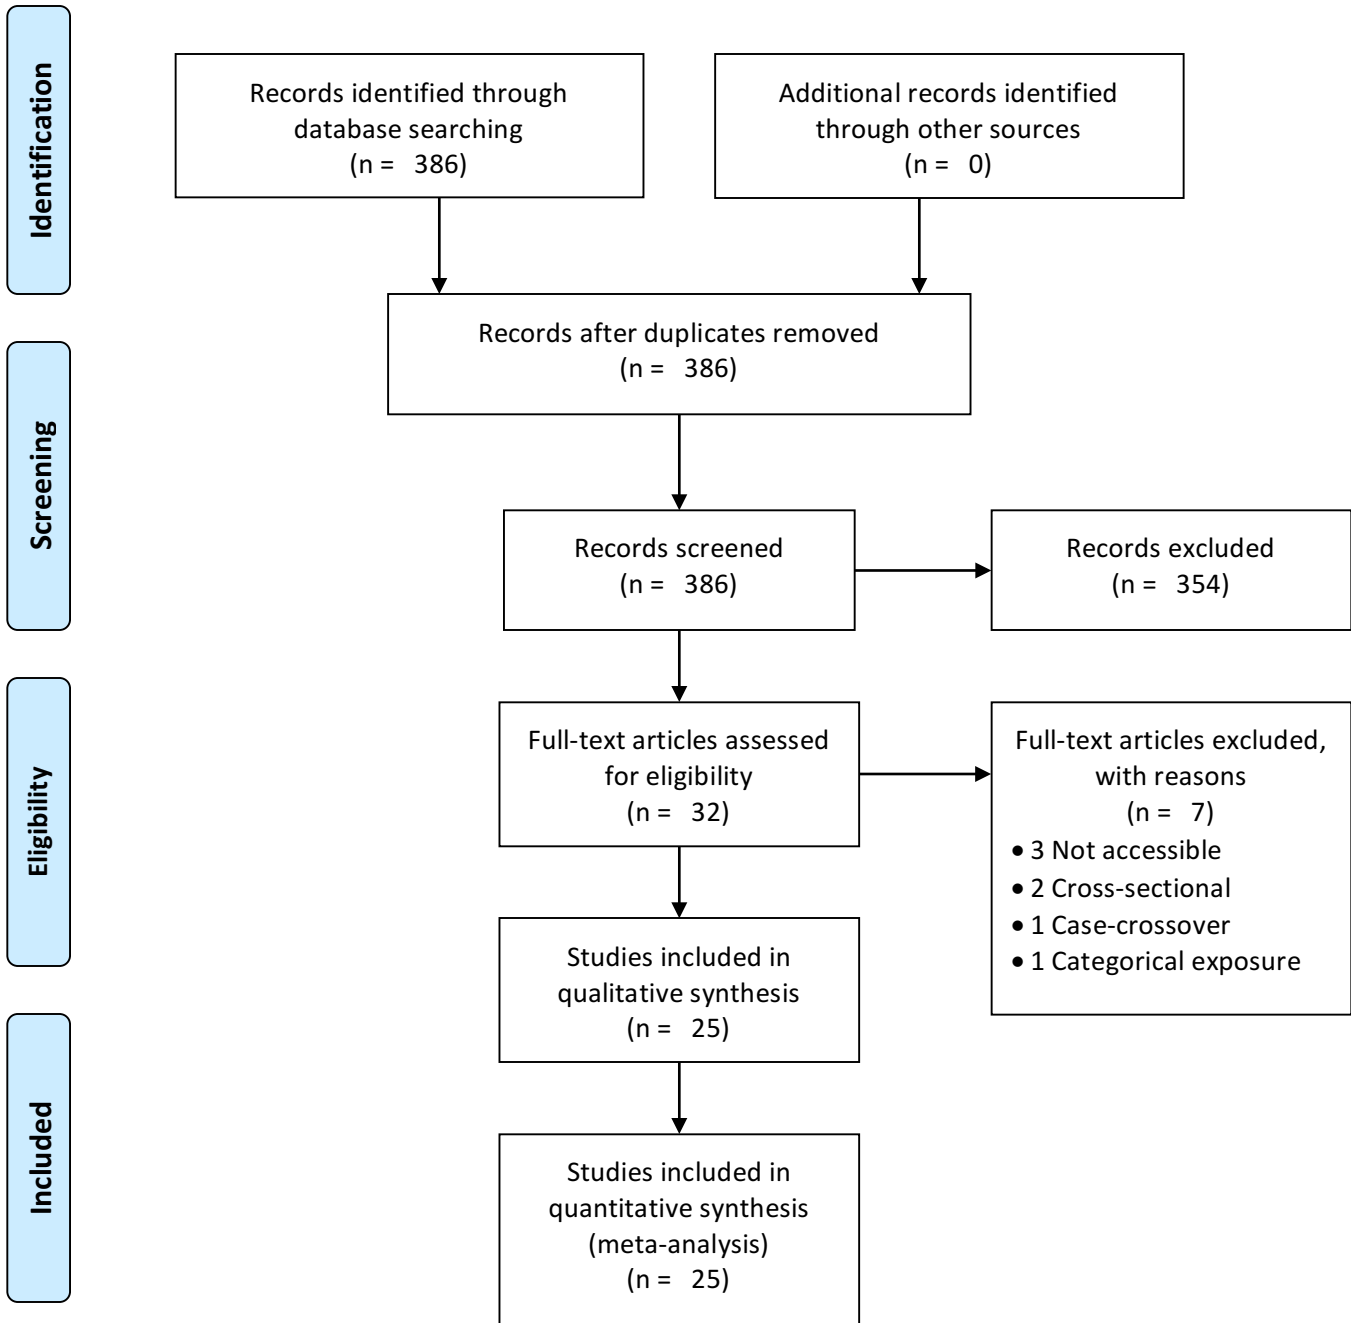 Identification
Records identified through
database searching
(n = 386)
Additional records identified
through other sources
(n = 0)
Records after duplicates removed
(n = 386)
Screening
Records screened
(n = 386)
Records excluded
(n = 354)
Eligibility
Full-text articles assessed
for eligibility
(n = 32)
Full-text articles excluded,
with reasons
(n = 7)
• 3 Not accessible
• 2 Cross-sectional
• 1 Case-crossover
• 1 Categorical exposure
Studies included in
qualitative synthesis
(n = 25)
Included
Studies included in
quantitative synthesis
(meta-analysis)
(n = 25)